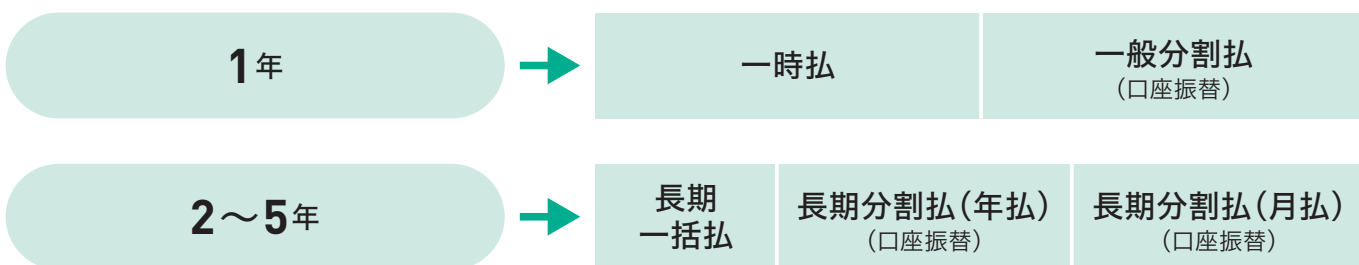 1年
一時払
一般分割払
（口座振替）
2～5年
長期
一括払
長期分割払（年払）
（口座振替）
長期分割払（月払）
（口座振替）